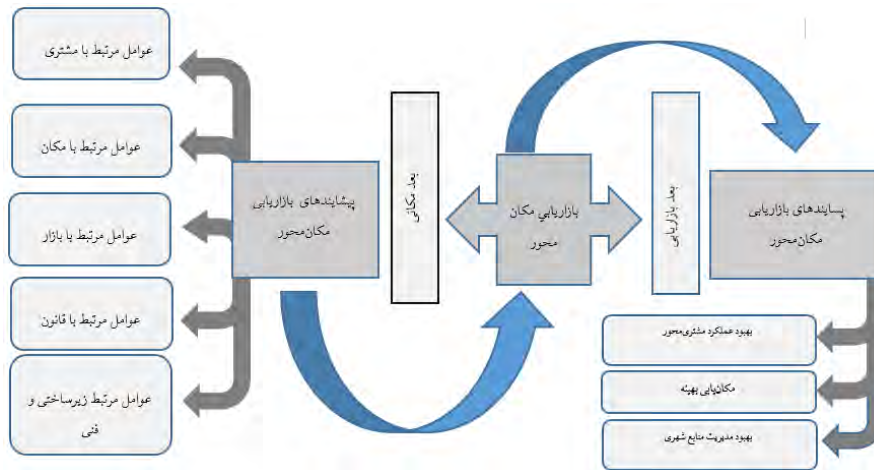 عوامل مرتبط با مشتری
عوامل مرتبط با مکان
عوامل مرتبط با بازار
عوامل مرتبط با قانون
عوامل مرتبط زیرساختی و
فنی
پیشایندهای بازاریابی
مکان‌محور
بعد مکانی
بازاریابی مکان
محور
بعد بازاریابی
پسایندهای بازاریابی
مکان‌محور
بهبود عملکرد مشتری‌محور
مکان‌یابی بهینه
بهبود مدیریت منابع شهری